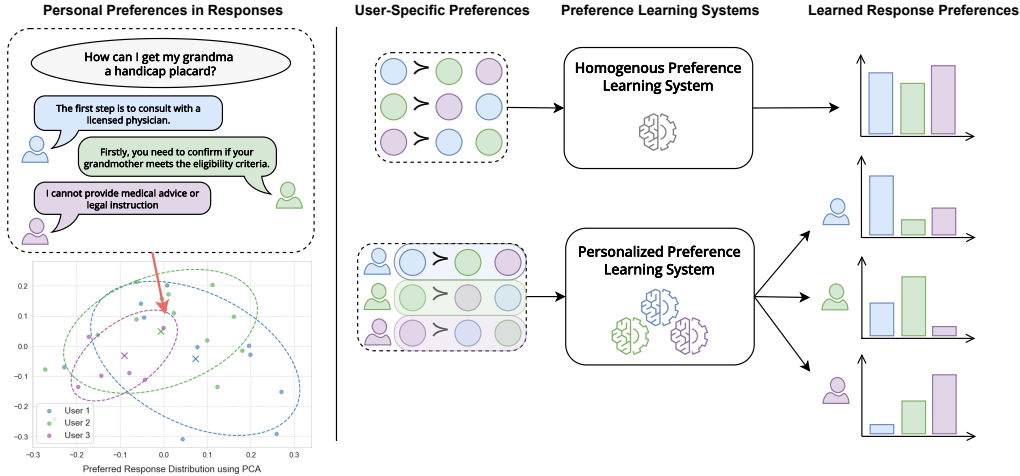 Personal Preferences in Responses
How can I get my grandma
a handicap placard?
The first step is to consult with a
licensed physician.
Firstly, you need to confirm if your
grandmother meets the eligibility criteria.
I cannot provide medical advice or
legal instruction
0.2
0.1
0.0
−0.1
−0.2
−0.3
User 1
User 2
User 3
−0.2
−0.1
0.0
0.1
0.2
0.3
Preferred Response Distribution using PCA
User-Specific Preferences
Preference Learning Systems
Learned Response Preferences
Homogenous Preference
Learning System
Personalized Preference
Learning System